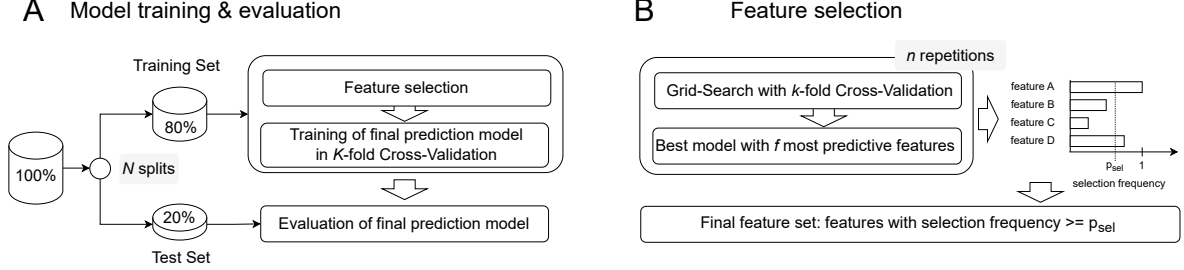 A Model training & evaluation
Training Set
80%
100%
N splits
20%
Test Set
Feature selection
Training of final prediction model
in K-fold Cross-Validation
Evaluation of final prediction model
B Feature selection
n repetitions
Grid-Search with k-fold Cross-Validation
Best model with f most predictive features
feature A
feature B
feature C
feature D
psel 1
selection frequency
Final feature set: features with selection frequency >= psel